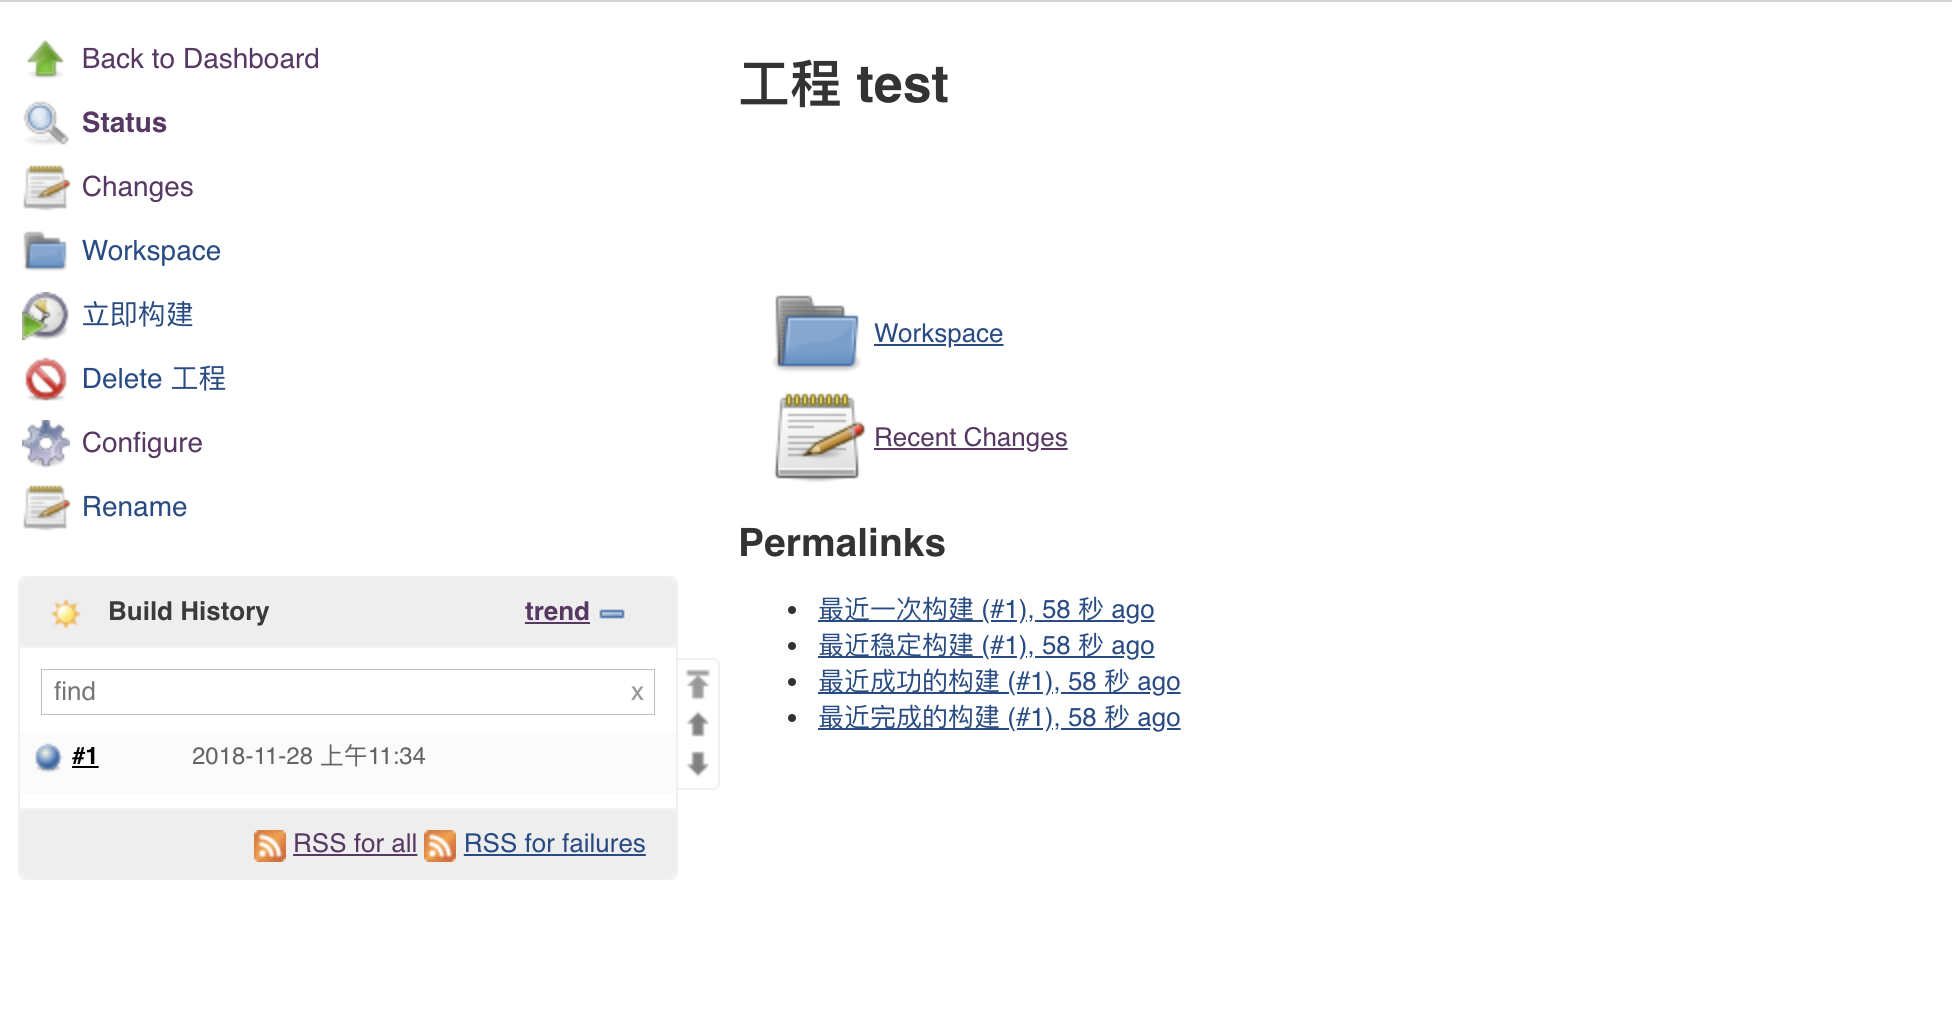 Back to Dashboard
Status
Changes
Workspace
立即构建
Delete 工程
Configure
Rename
Build History trend
find x
#1 2018-11-28 上午11:34
RSS for all RSS for failures
工程 test
Workspace
Recent Changes
Permalinks
最近一次构建 (#1), 58 秒 ago
最近稳定构建 (#1), 58 秒 ago
最近成功的构建 (#1), 58 秒 ago
最近完成的构建 (#1), 58 秒 ago